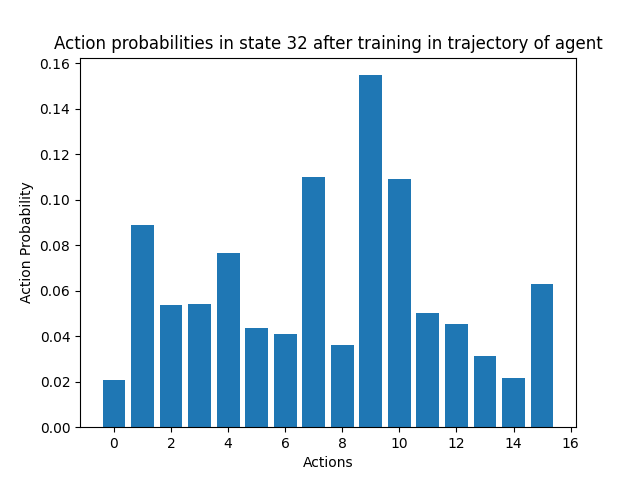 Action probabilities in state 32 after training in trajectory of agent
0.16
0.14
0.12
0.10
0.08
0.06
0.04
0.02
0.00
Action Probability
0 2 4 6 8 10 12 14 16
Actions